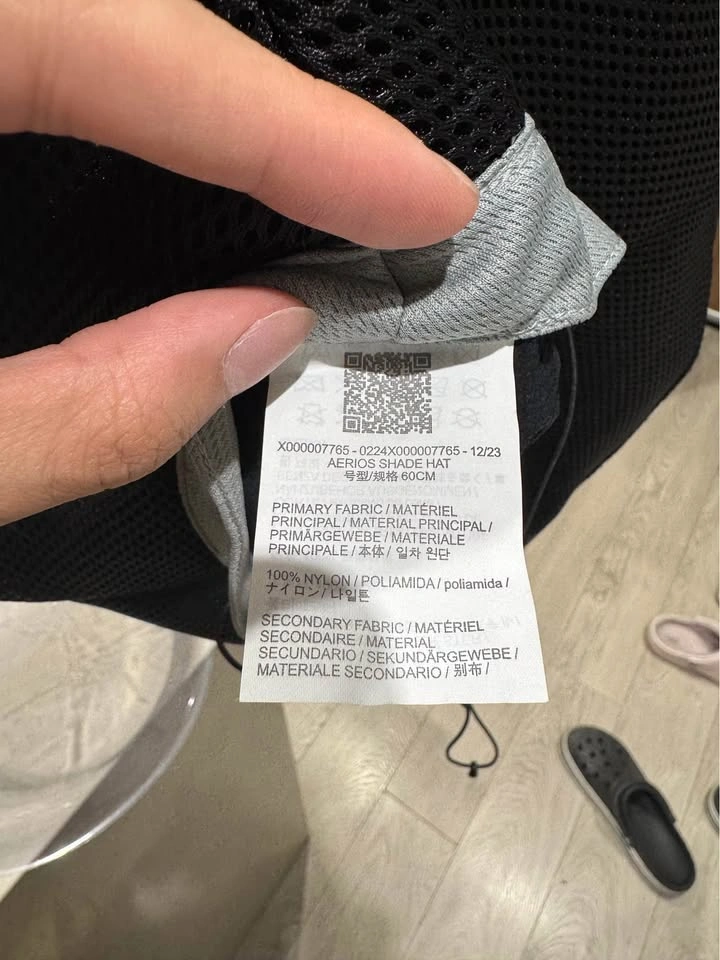 X000007765 - 0224X000007765 - 12/23
AERIOS SHADE HAT
号型/规格 60CM
PRIMARY FABRIC / MATÉRIEL
PRINCIPAL / MATERIAL PRINCIPAL /
PRIMÄRGEWEBE / MATERIALE
PRINCIPALE / 本体 / 일차 원단
100% NYLON / POLIAMIDA / poliamida /
ナイロン / 나일론
SECONDARY FABRIC / MATÉRIEL
SECONDAIRE / MATERIAL
SECUNDARIO / SEKUNDÄRGEWEBE /
MATERIALE SECONDARIO / 别布 /